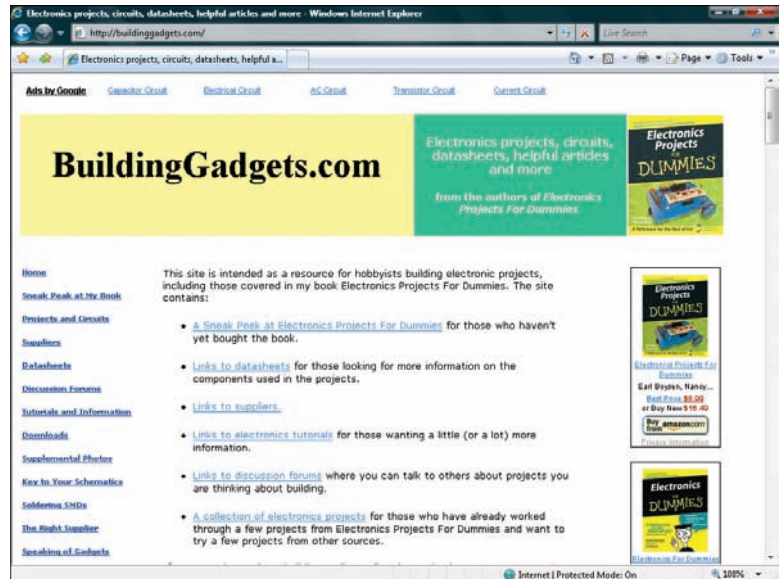 Electronics projects, circuits, datasheets, helpful articles and more - Windows Internet Explorer
http://buildinggadgets.com/
Live Search
Electronics projects, circuits, datasheets, helpful a...
Page
Tools
Ads by Google
Capacitor Circuit
Electrical Circuit
AC Circuit
Transistor Circuit
Current Circuit
BuildingGadgets.com
Electronics projects, circuits,
datasheets, helpful articles
and more
from the authors of Electronics
Projects For Dummies
Electronics
Projects
FOR
DUMMIES
A Reference for the Rest of Us!
Home
Sneak Peak at My Book
Projects and Circuits
Suppliers
Datasheets
Discussion Forums
Tutorials and Information
Downloads
Supplemental Photos
Key to Your Schematics
Soldering SMDs
The Right Supplier
Speaking of Gadgets
This site is intended as a resource for hobbyists building electronic projects,
including those covered in my book Electronics Projects For Dummies. The site
contains:
• A Sneak Peek at Electronics Projects For Dummies for those who haven't
yet bought the book.
• Links to datasheets for those looking for more information on the
components used in the projects.
• Links to suppliers.
• Links to electronics tutorials for those wanting a little (or a lot) more
information.
• Links to discussion forums where you can talk to others about projects you
are thinking about building.
• A collection of electronics projects for those who have already worked
through a few projects from Electronics Projects For Dummies and want to
try a few projects from other sources.
Electronics
Projects
DUMMIES
Electronics Projects For
Dummies
Earl Boysen, Nancy...
Best Price
or Buy New
Buy
from amazon.com
Privacy Information
Electronics
DUMMIES
Electronics For Dummies
Internet | Protected Mode: On
100%